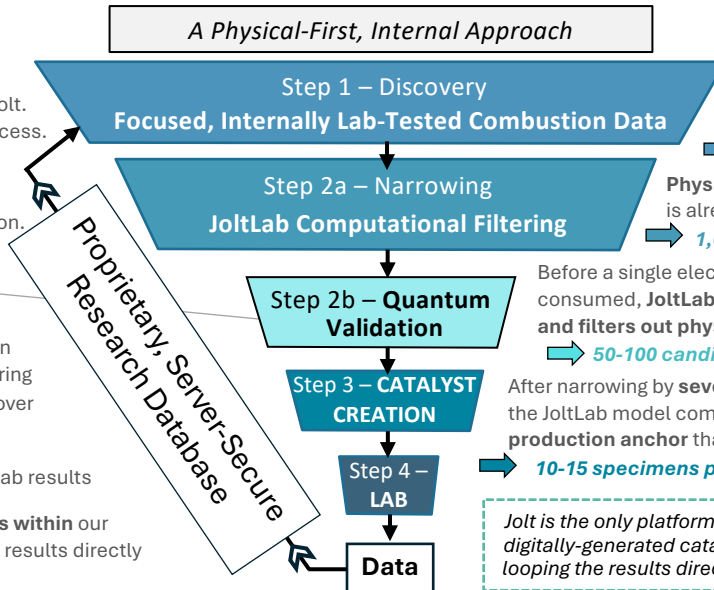 A Physical-First, Internal Approach
Step 1 – Discovery
Focused, Internally Lab-Tested Combustion Data
Step 2a – Narrowing
JoltLab Computational Filtering
Step 2b – Quantum
Validation
Step 3 – CATALYST
CREATION
Step 4 –
LAB
Data
Proprietary, Server-Secure
Research Database
olt.
cess.
on.
n
ring
over
ab results
s within our
results directly
Phys
is alre
1,
Before a single elec
consumed, JoltLab
and filters out phys
50-100 candi
After narrowing by seve
the JoltLab model com
production anchor tha
10-15 specimens p
Jolt is the only platform
digitally-generated cata
looping the results direc